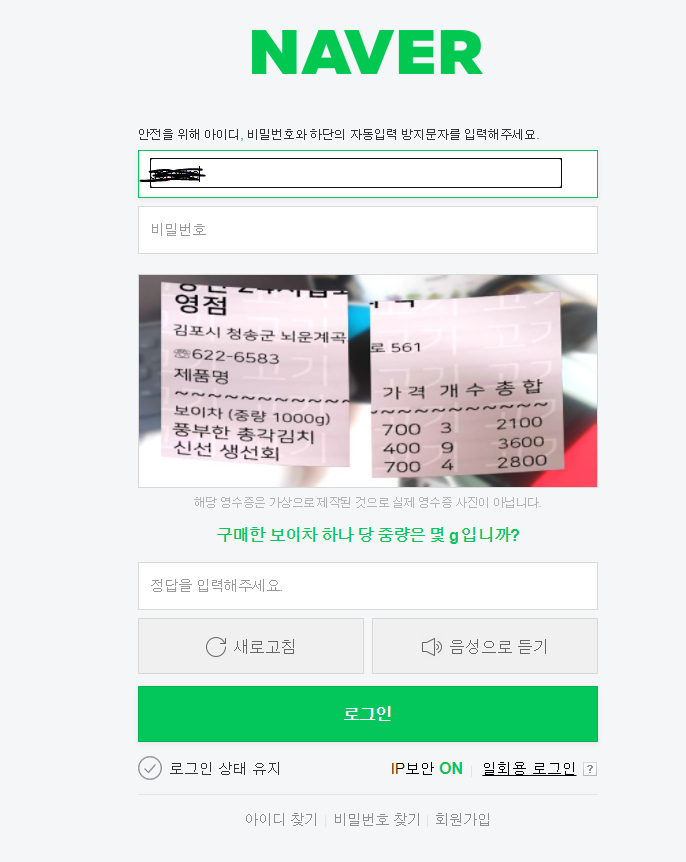 NAVER
안전을 위해 아이디, 비밀번호와 하단의 자동입력 방지문자를 입력해주세요.
비밀번호
영점
김포시 청송군 뇌운계곡로 561
☏622-6583
제품명 가격 개수 총합
~~~~~~~~~~~~~~~~~~~~~~~~
보이차 (중량 1000g) 700 3 2100
풍부한 총각김치 400 9 3600
신선 생선회 700 4 2800
해당 영수증은 가상으로 제작된 것으로 실제 영수증 사진이 아닙니다.
구매한 보이차 하나 당 중량은 몇 g입니까?
정답을 입력해주세요.
새로고침 음성으로 듣기
로그인
로그인 상태 유지 IP보안 ON 일회용 로그인 ?
아이디 찾기 비밀번호 찾기 회원가입